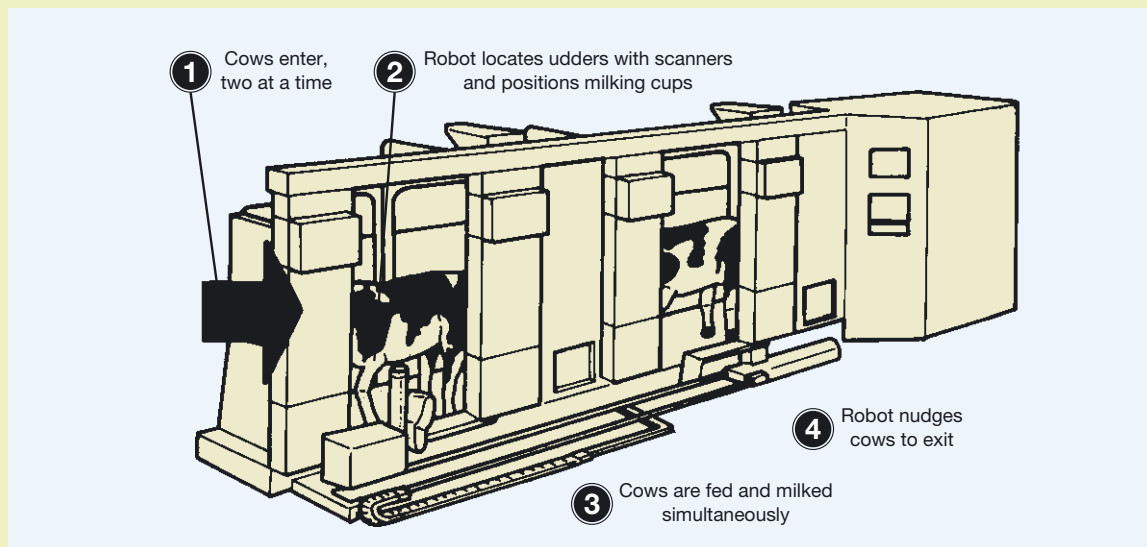 1
Cows enter,
two at a time
2
Robot locates udders with scanners
and positions milking cups
3
Cows are fed and milked
simultaneously
4
Robot nudges
cows to exit